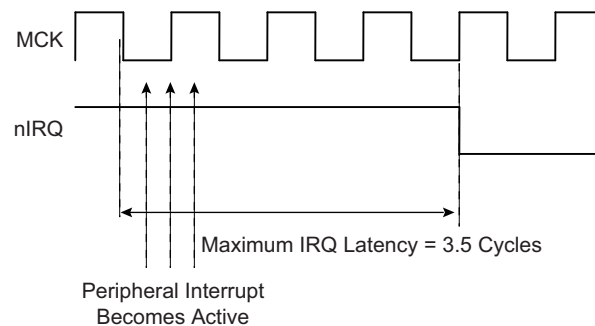 MCK
nIRQ
Maximum IRQ Latency = 3.5 Cycles
Peripheral Interrupt
Becomes Active